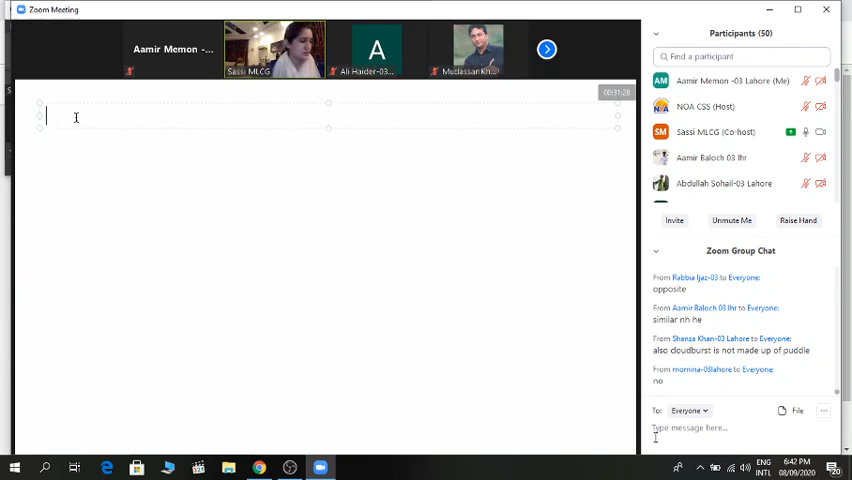 Zoom Meeting
Aamir Memon -...
Sassi MLCG
A
Ali Haider-03...
Mudassar Kh...
00:31:28
Participants (50)
Find a participant
AM Aamir Memon -03 Lahore (Me)
NOA CSS (Host)
SM Sassi MLCG (Co-host)
Aamir Baloch 03 lhr
Abdullah Sohail-03 Lahore
Invite
Unmute Me
Raise Hand
Zoom Group Chat
From Rabbia Ijaz-03 to Everyone:
opposite
From Aamir Baloch 03 lhr to Everyone:
similar nh he
From Shanza Khan-03 Lahore to Everyone:
also cloudburst is not made up of puddle
From momina-03lahore to Everyone:
no
To: Everyone
File
Type message here...
ENG
INTL
6:42 PM
08/09/2020
20